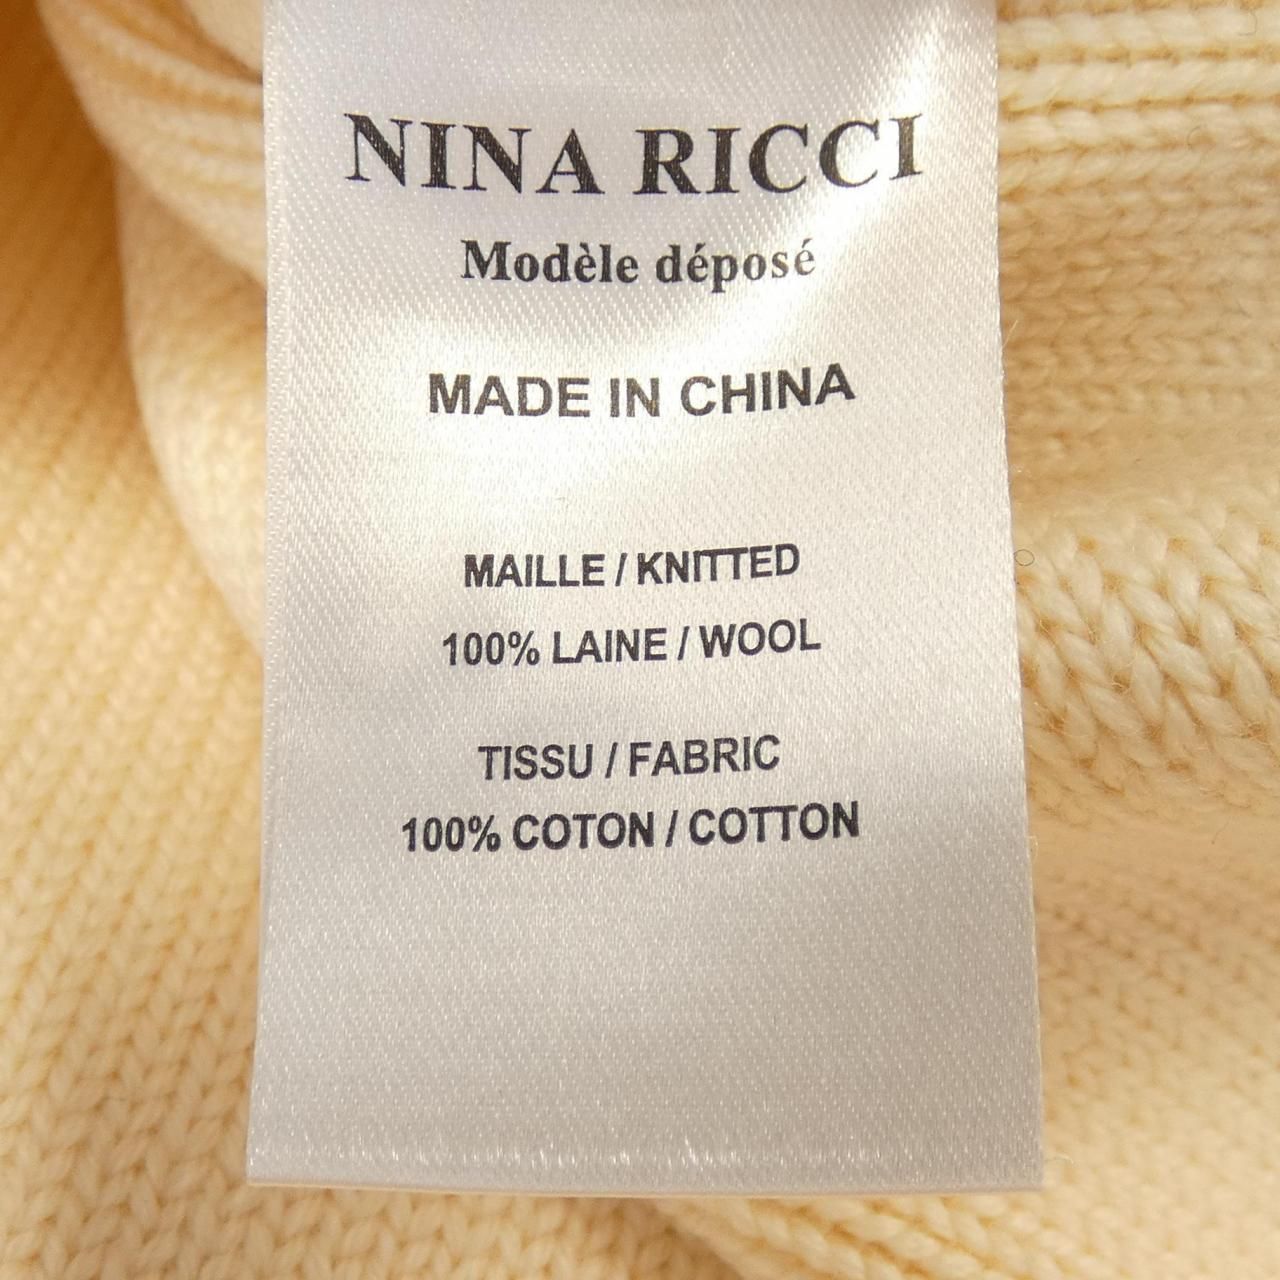 NINA RICCI
Modèle déposé
MADE IN CHINA
MAILLE / KNITTED
100% LAINE / WOOL
TISSU / FABRIC
100% COTON / COTTON